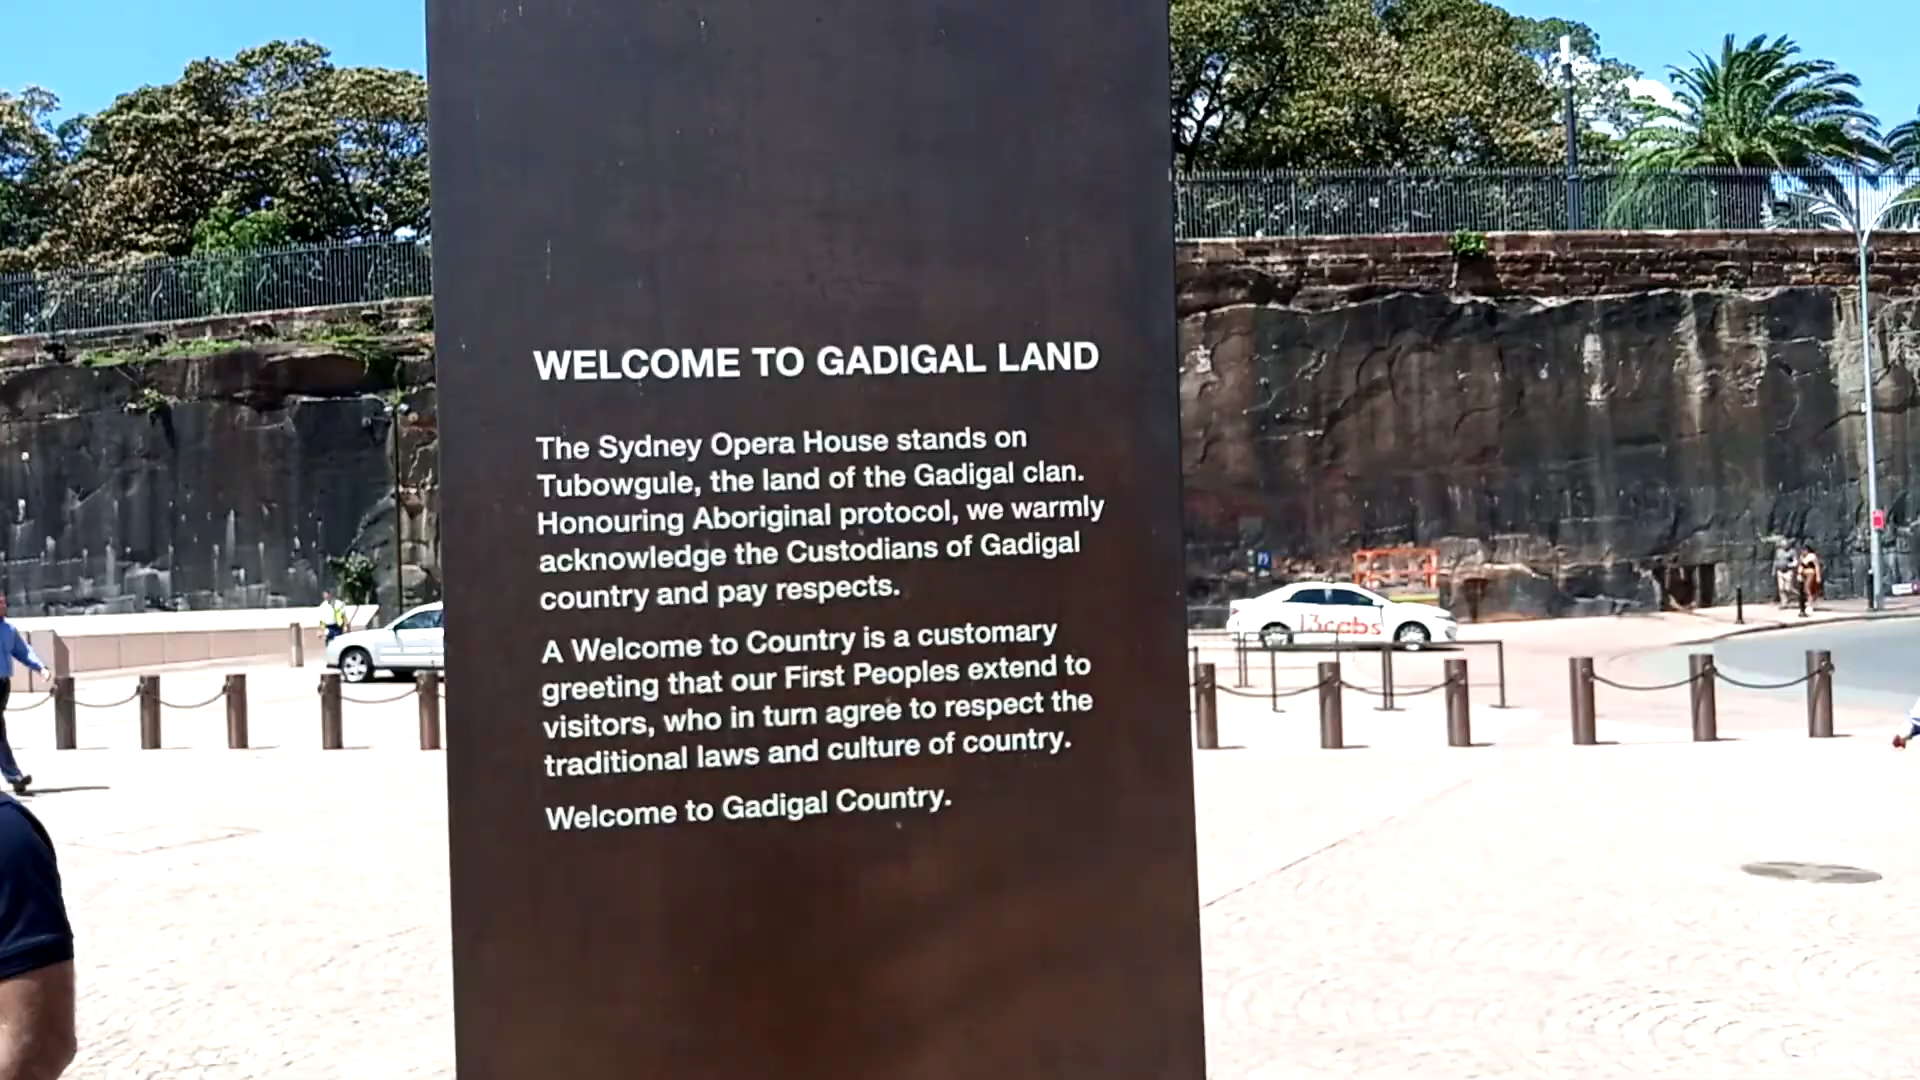 WELCOME TO GADIGAL LAND
The Sydney Opera House stands on
Tubowgule, the land of the Gadigal clan.
Honouring Aboriginal protocol, we warmly
acknowledge the Custodians of Gadigal
country and pay respects.
A Welcome to Country is a customary
greeting that our First Peoples extend to
visitors, who in turn agree to respect the
traditional laws and culture of country.
Welcome to Gadigal Country.
13cabs